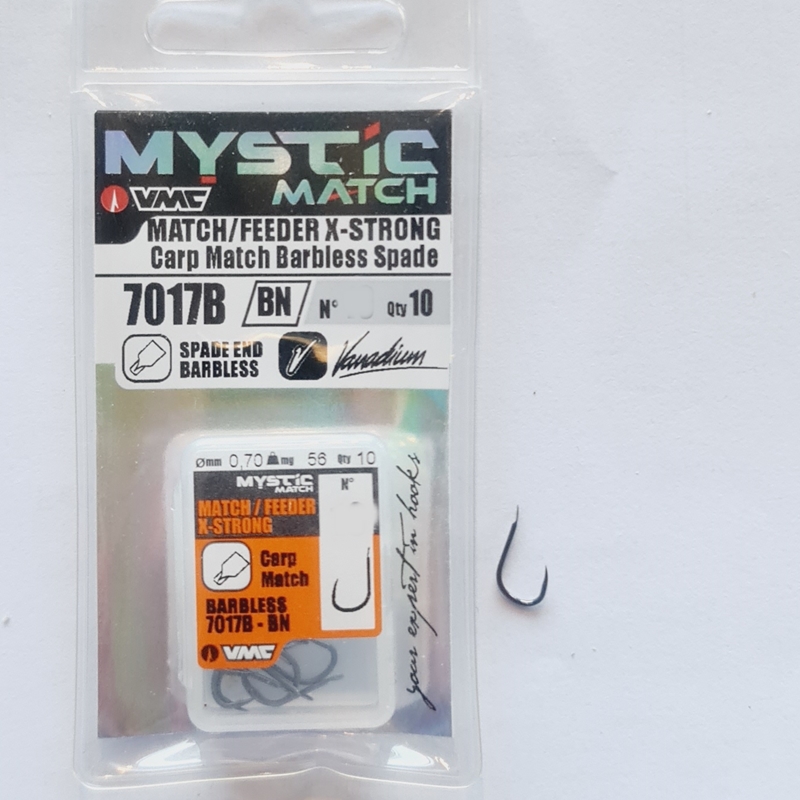 MYSTIC
MATCH
VMC
MATCH/FEEDER X-STRONG
Carp Match Barbless Spade
7017B BN N° Qty 10
SPADE END
BARBLESS
V Vanadium
Ømm 0,70 mg 56 Qty 10
MYSTIC
MATCH
N°
MATCH / FEEDER
X-STRONG
Carp
Match
BARBLESS
7017B - BN
VMC
your expert in hooks